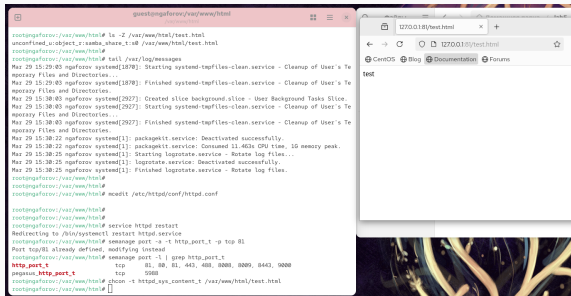 guest@ngaforov:/var/www/html
/var/www/html
root@ngaforov:/var/www/html# ls -Z /var/www/html/test.html
unconfined_u:object_r:samba_share_t:s0 /var/www/html/test.html
root@ngaforov:/var/www/html#
root@ngaforov:/var/www/html# tail /var/log/messages
Mar 29 15:29:03 ngaforov systemd[1870]: Starting systemd-tmpfiles-clean.service - Cleanup of User's Te
mporary Files and Directories...
Mar 29 15:29:03 ngaforov systemd[1870]: Finished systemd-tmpfiles-clean.service - Cleanup of User's Te
mporary Files and Directories.
Mar 29 15:30:03 ngaforov systemd[2927]: Created slice background.slice - User Background Tasks Slice.
Mar 29 15:30:03 ngaforov systemd[2927]: Starting systemd-tmpfiles-clean.service - Cleanup of User's Te
mporary Files and Directories...
Mar 29 15:30:03 ngaforov systemd[2927]: Finished systemd-tmpfiles-clean.service - Cleanup of User's Te
mporary Files and Directories.
Mar 29 15:30:22 ngaforov systemd[1]: packagekit.service: Deactivated successfully.
Mar 29 15:30:22 ngaforov systemd[1]: packagekit.service: Consumed 11.463s CPU time, 1G memory peak.
Mar 29 15:30:25 ngaforov systemd[1]: Starting logrotate.service - Rotate log files...
Mar 29 15:30:25 ngaforov systemd[1]: logrotate.service: Deactivated successfully.
Mar 29 15:30:25 ngaforov systemd[1]: Finished logrotate.service - Rotate log files.
root@ngaforov:/var/www/html#
root@ngaforov:/var/www/html# mcedit /etc/httpd/conf/httpd.conf
root@ngaforov:/var/www/html#
root@ngaforov:/var/www/html#
root@ngaforov:/var/www/html# service httpd restart
Redirecting to /bin/systemctl restart httpd.service
root@ngaforov:/var/www/html# semanage port -a -t http_port_t -p tcp 81
Port tcp/81 already defined, modifying instead
root@ngaforov:/var/www/html# semanage port -l | grep http_port_t
http_port_t tcp 81, 80, 81, 443, 488, 8008, 8009, 8443, 9000
pegasus_http_port_t tcp 5988
root@ngaforov:/var/www/html# chcon -t httpd_sys_content_t /var/www/html/test.html
root@ngaforov:/var/www/html#
127.0.0.1:81/test.html
127.0.0.1:81/test.html
CentOS Blog Documentation Forums
test